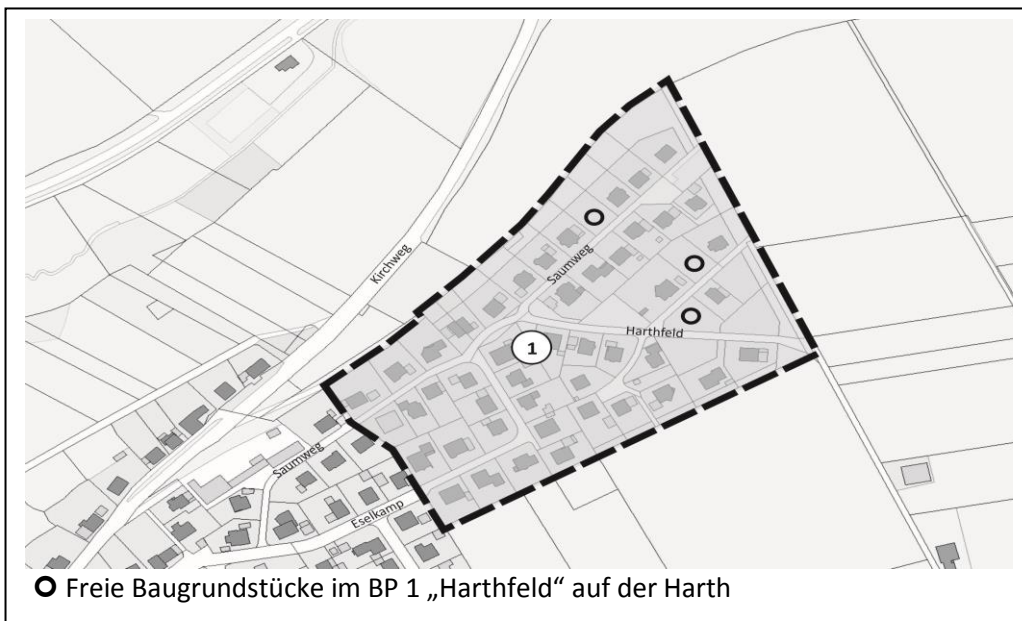 Kirchweg
Saumweg
Harthfeld
1
Saumweg
Eselkamp
Freie Baugrundstücke im BP 1 „Harthfeld“ auf der Harth